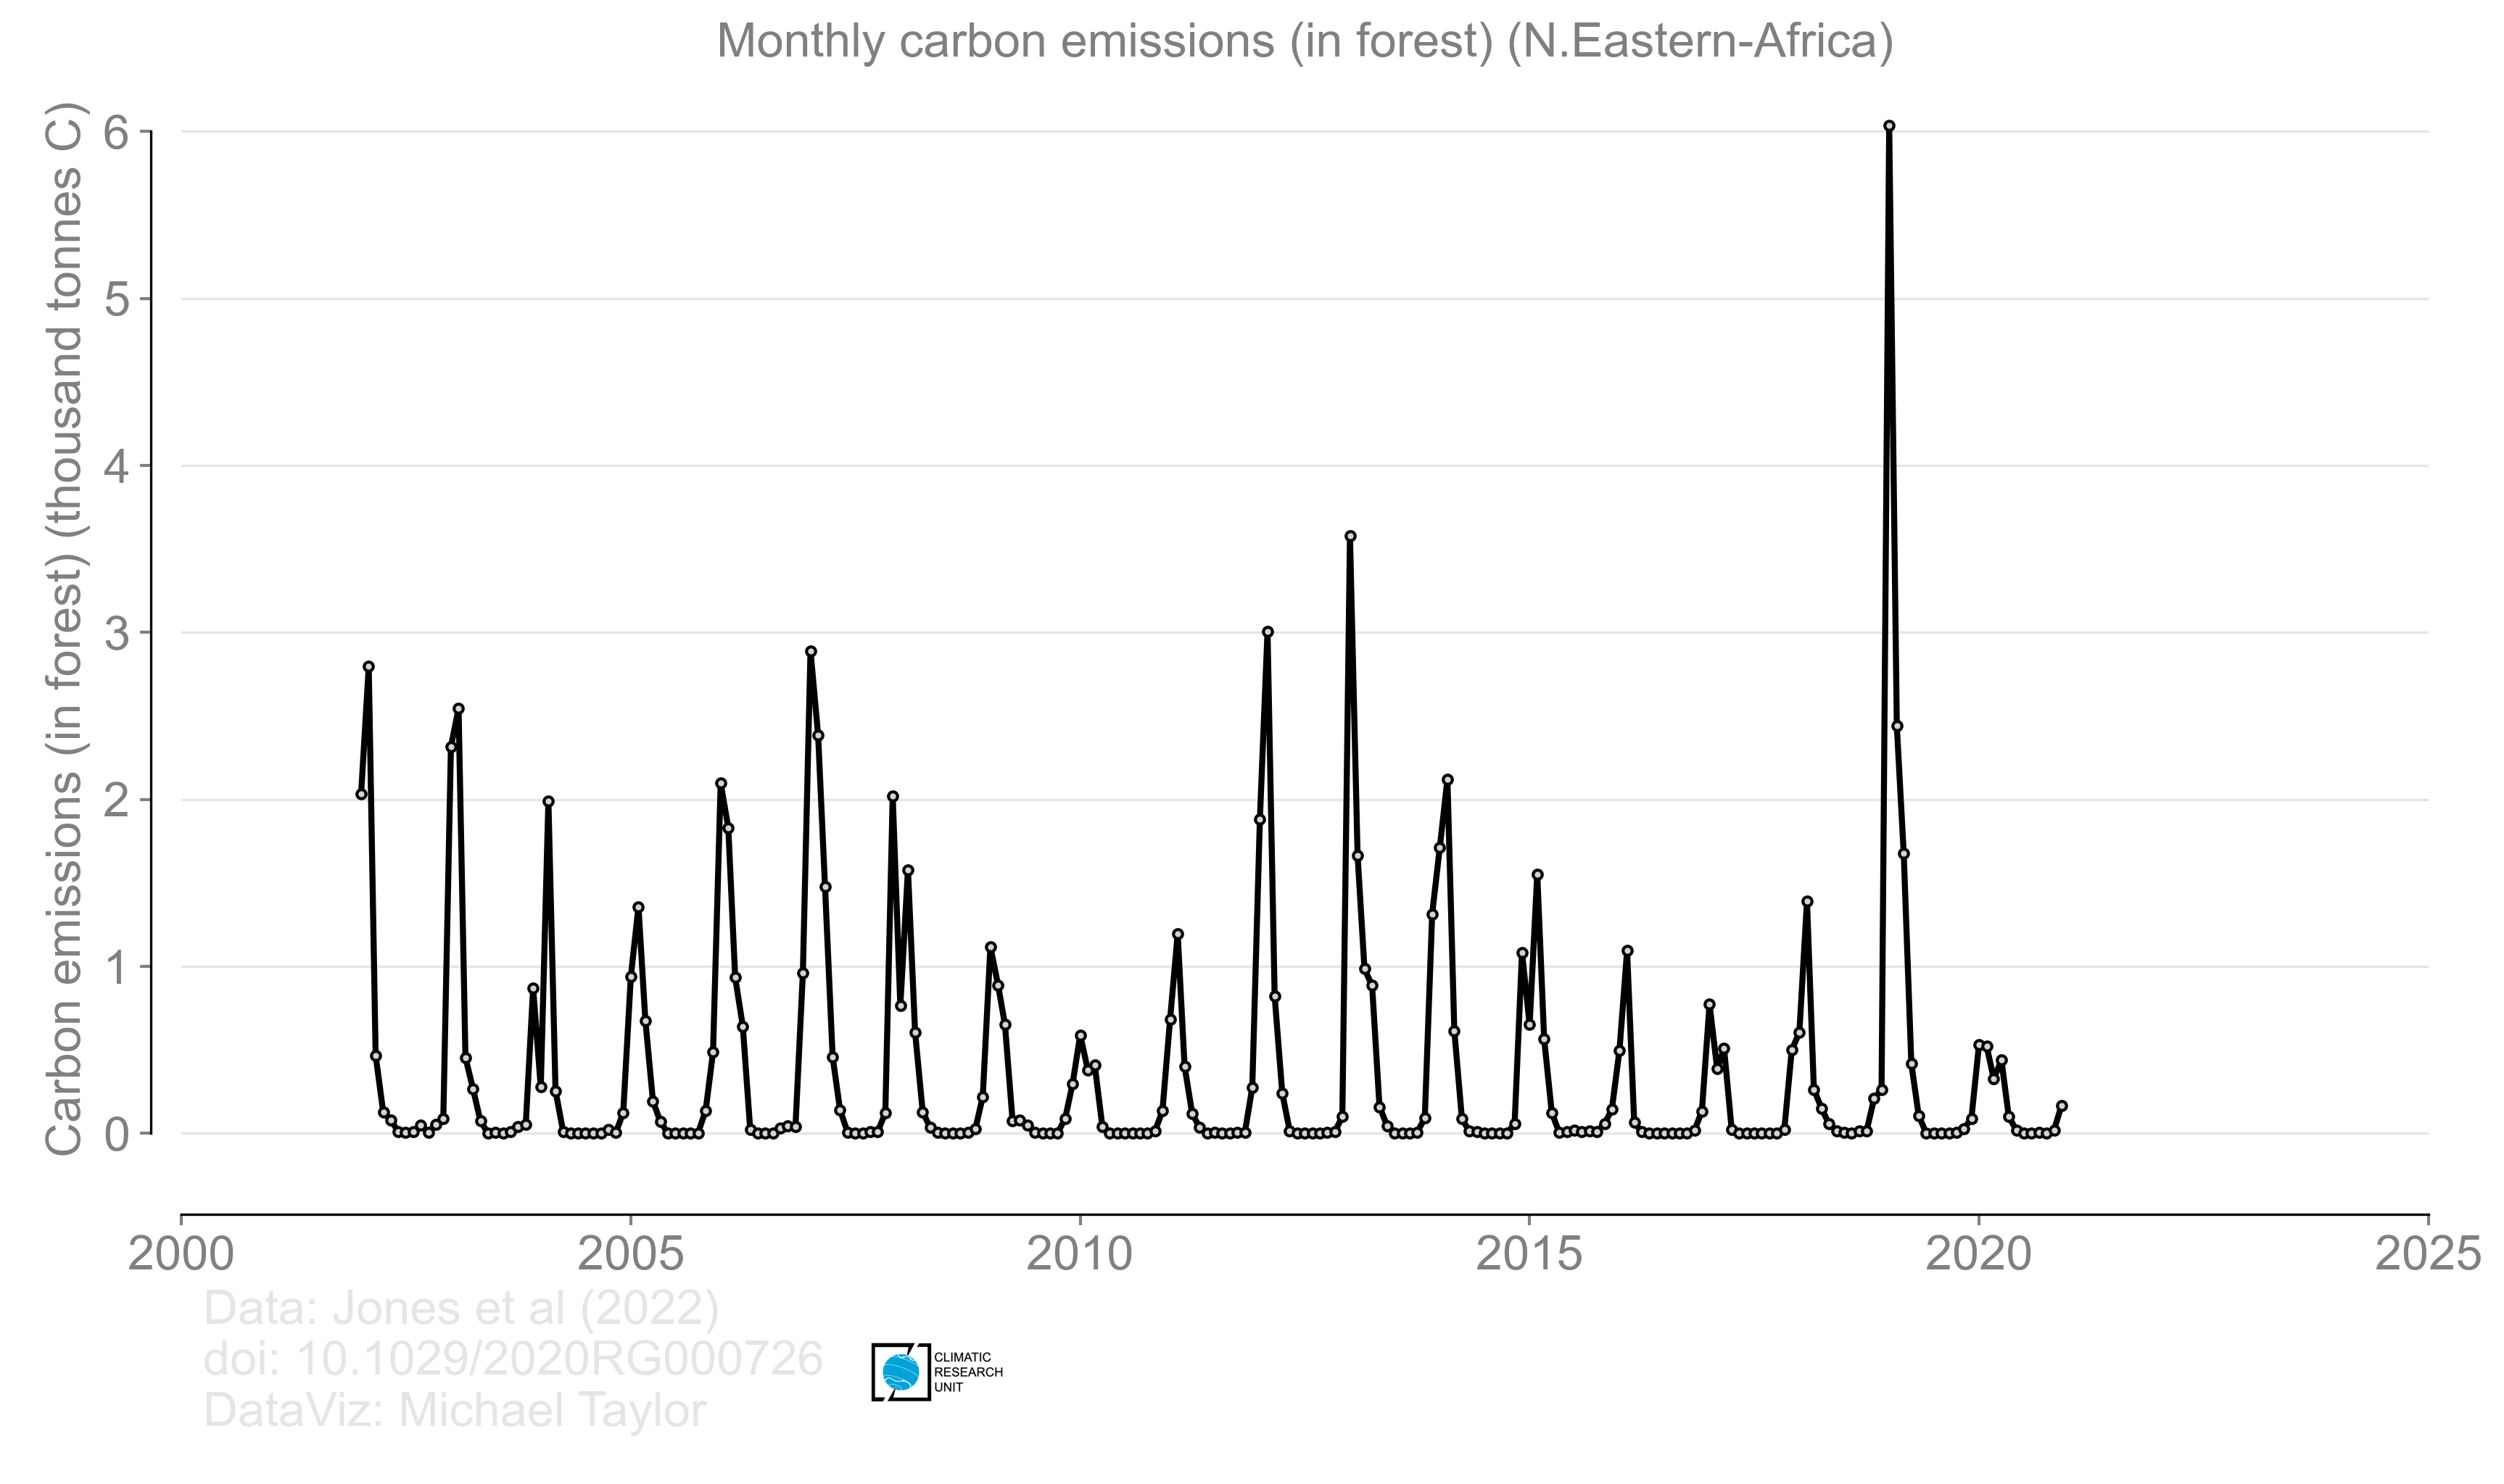 Monthly carbon emissions (in forest) (N.Eastern-Africa)
Carbon emissions (in forest) (thousand tonnes C)
6
5
4
3
2
1
0
2000
2005
2010
2015
2020
2025
Data: Jones et al (2022)
doi: 10.1029/2020RG000726
DataViz: Michael Taylor
CLIMATIC
RESEARCH
UNIT